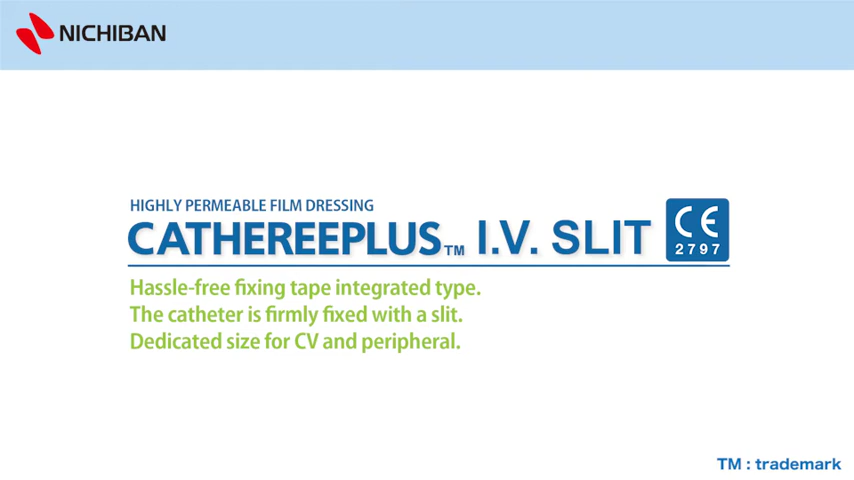 NICHIBAN
HIGHLY PERMEABLE FILM DRESSING
CATHEREEPLUS™ I.V. SLIT CE 2797
Hassle-free fixing tape integrated type.
The catheter is firmly fixed with a slit.
Dedicated size for CV and peripheral.
TM : trademark